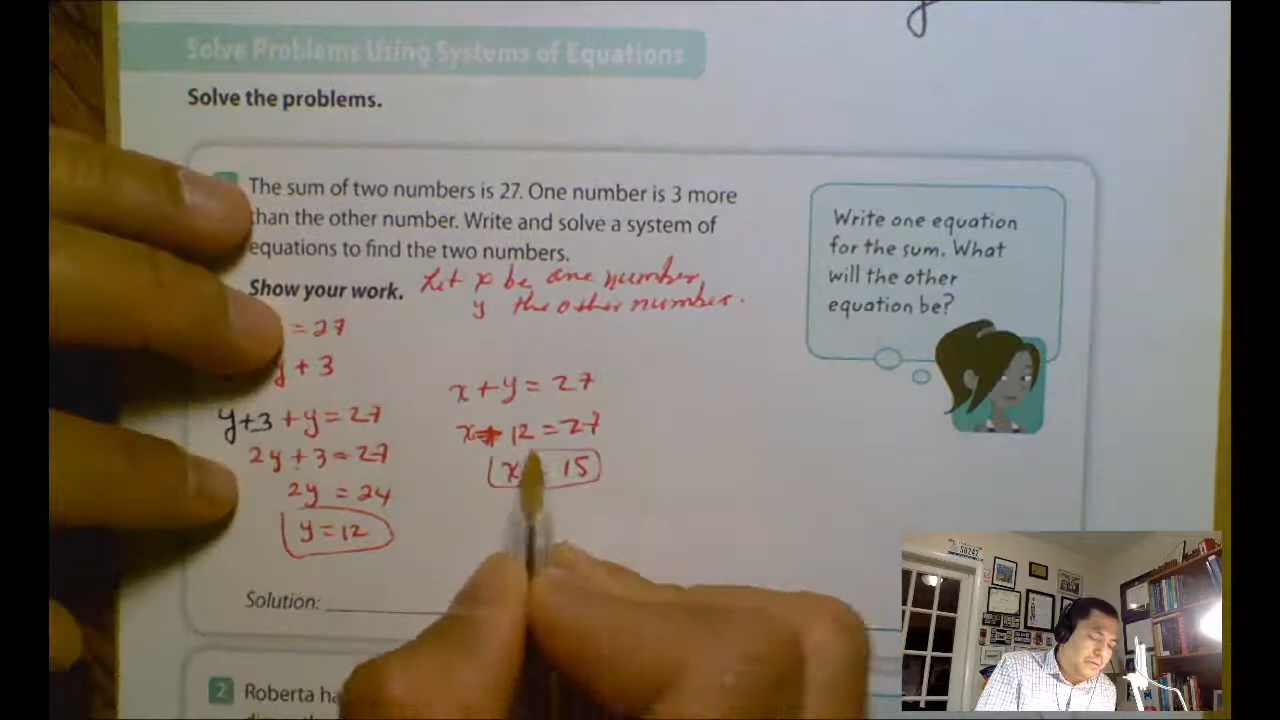 Solve Problems Using Systems of Equations
Solve the problems.
The sum of two numbers is 27. One number is 3 more
than the other number. Write and solve a system of
equations to find the two numbers.
Show your work.
Let x be one number,
y the other number.
= 27
y + 3
y+3 + y = 27
2y + 3 = 27
2y = 24
y = 12
x + y = 27
x + 12 = 27
x = 15
Solution:
Write one equation
for the sum. What
will the other
equation be?
2 Roberta ha